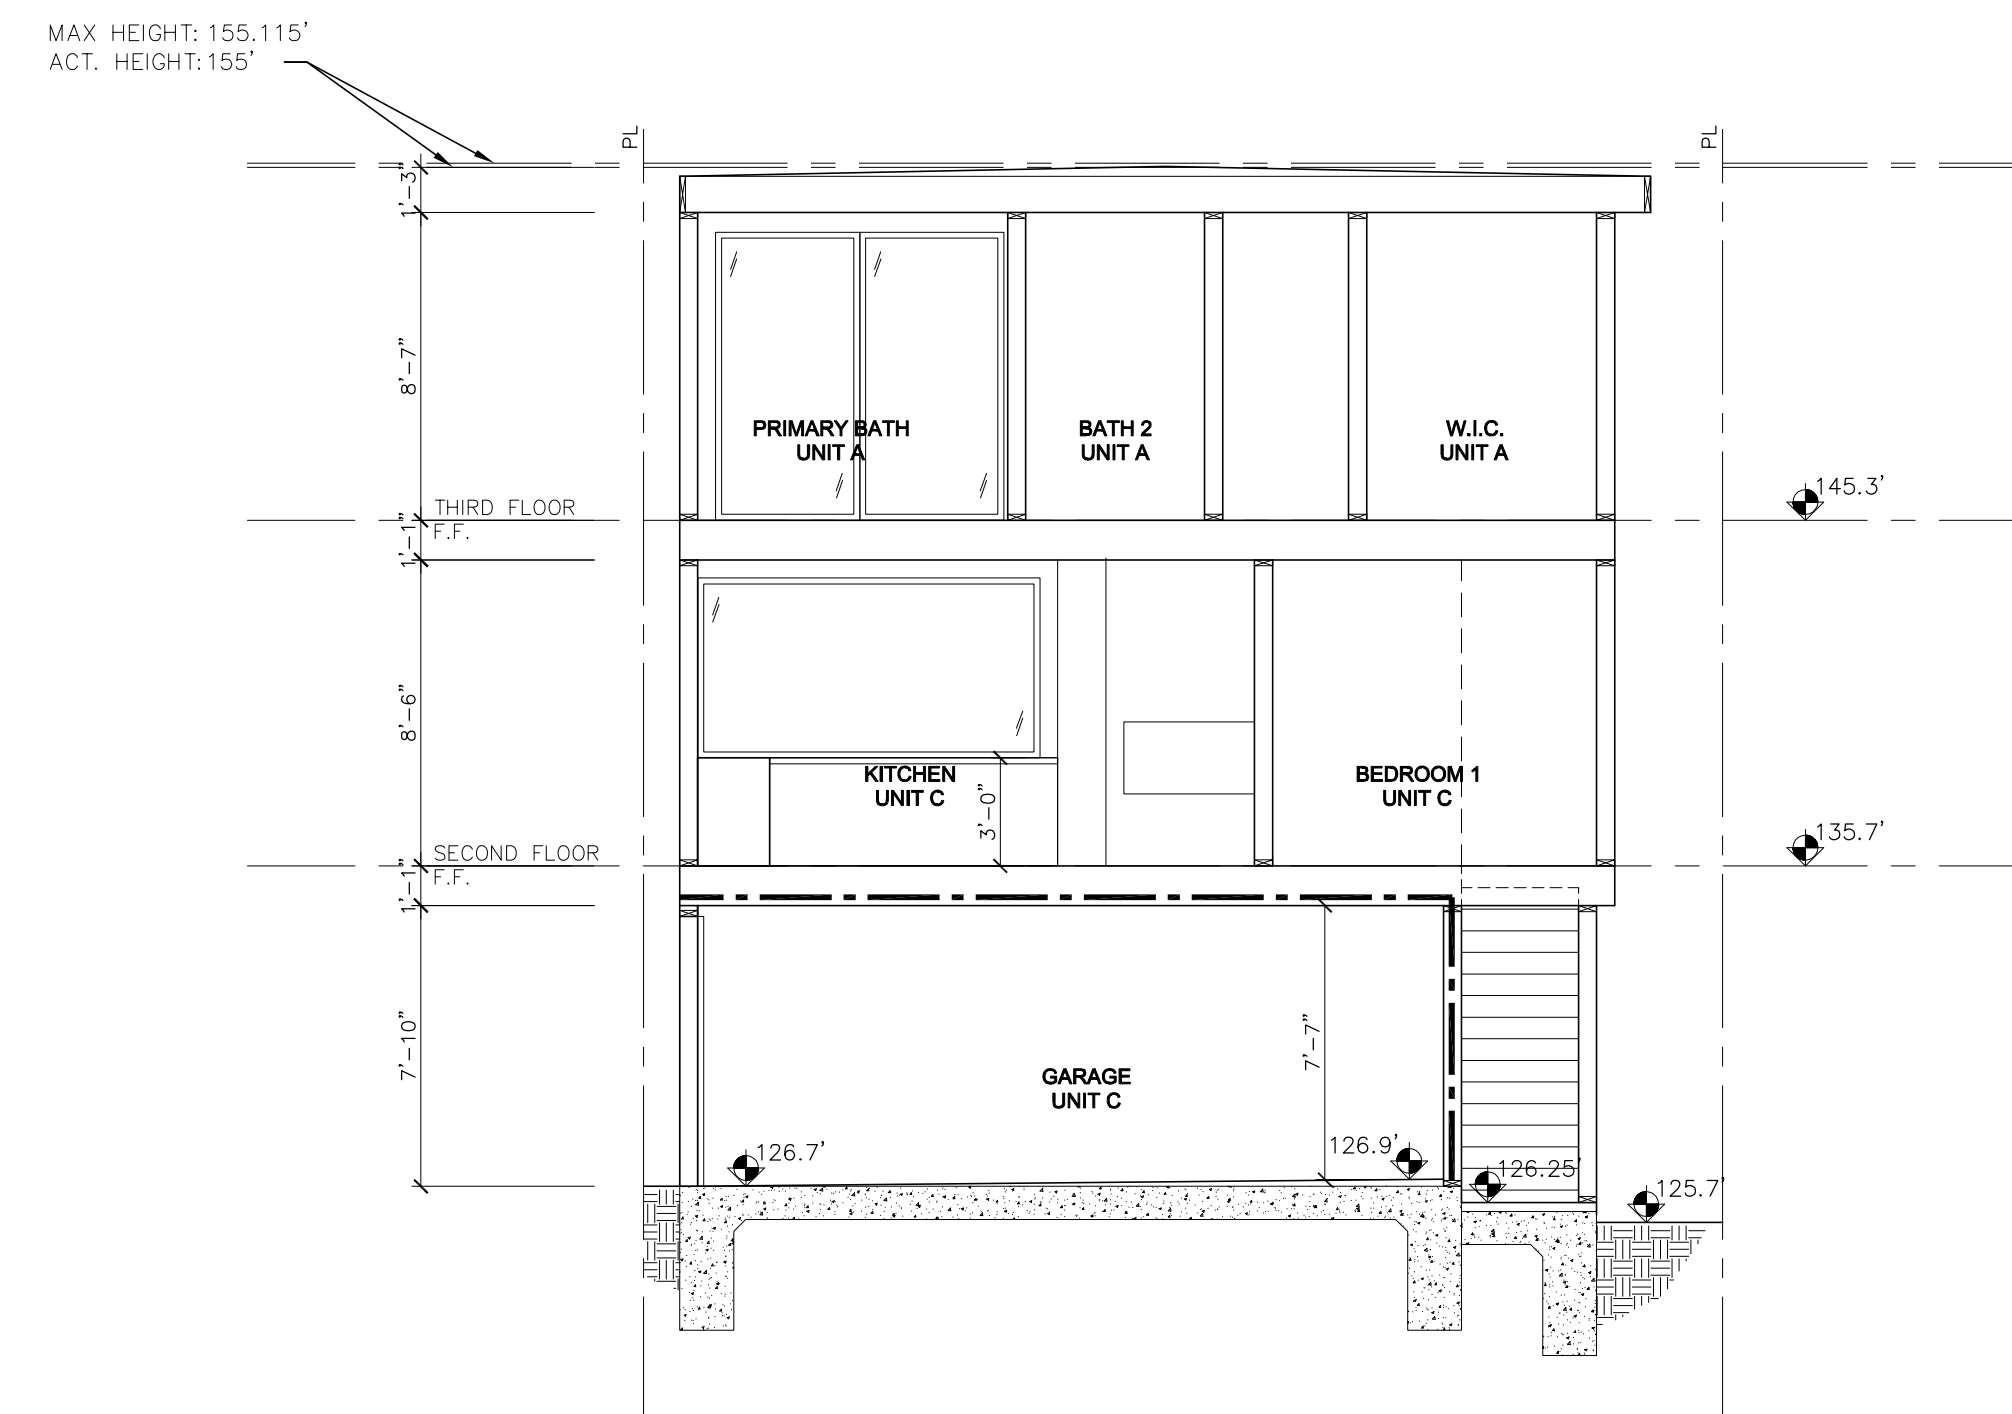 MAX HEIGHT: 155.115'
ACT. HEIGHT: 155'
PL
PL
1'-3"
8'-7"
PRIMARY BATH
UNIT A
BATH 2
UNIT A
W.I.C.
UNIT A
THIRD FLOOR
F.F.
145.3'
1'-1"
8'-6"
KITCHEN
UNIT C
3'-0"
BEDROOM 1
UNIT C
SECOND FLOOR
F.F.
135.7'
1'-1"
7'-10"
7'-7"
GARAGE
UNIT C
126.7'
126.9'
126.25'
125.7'